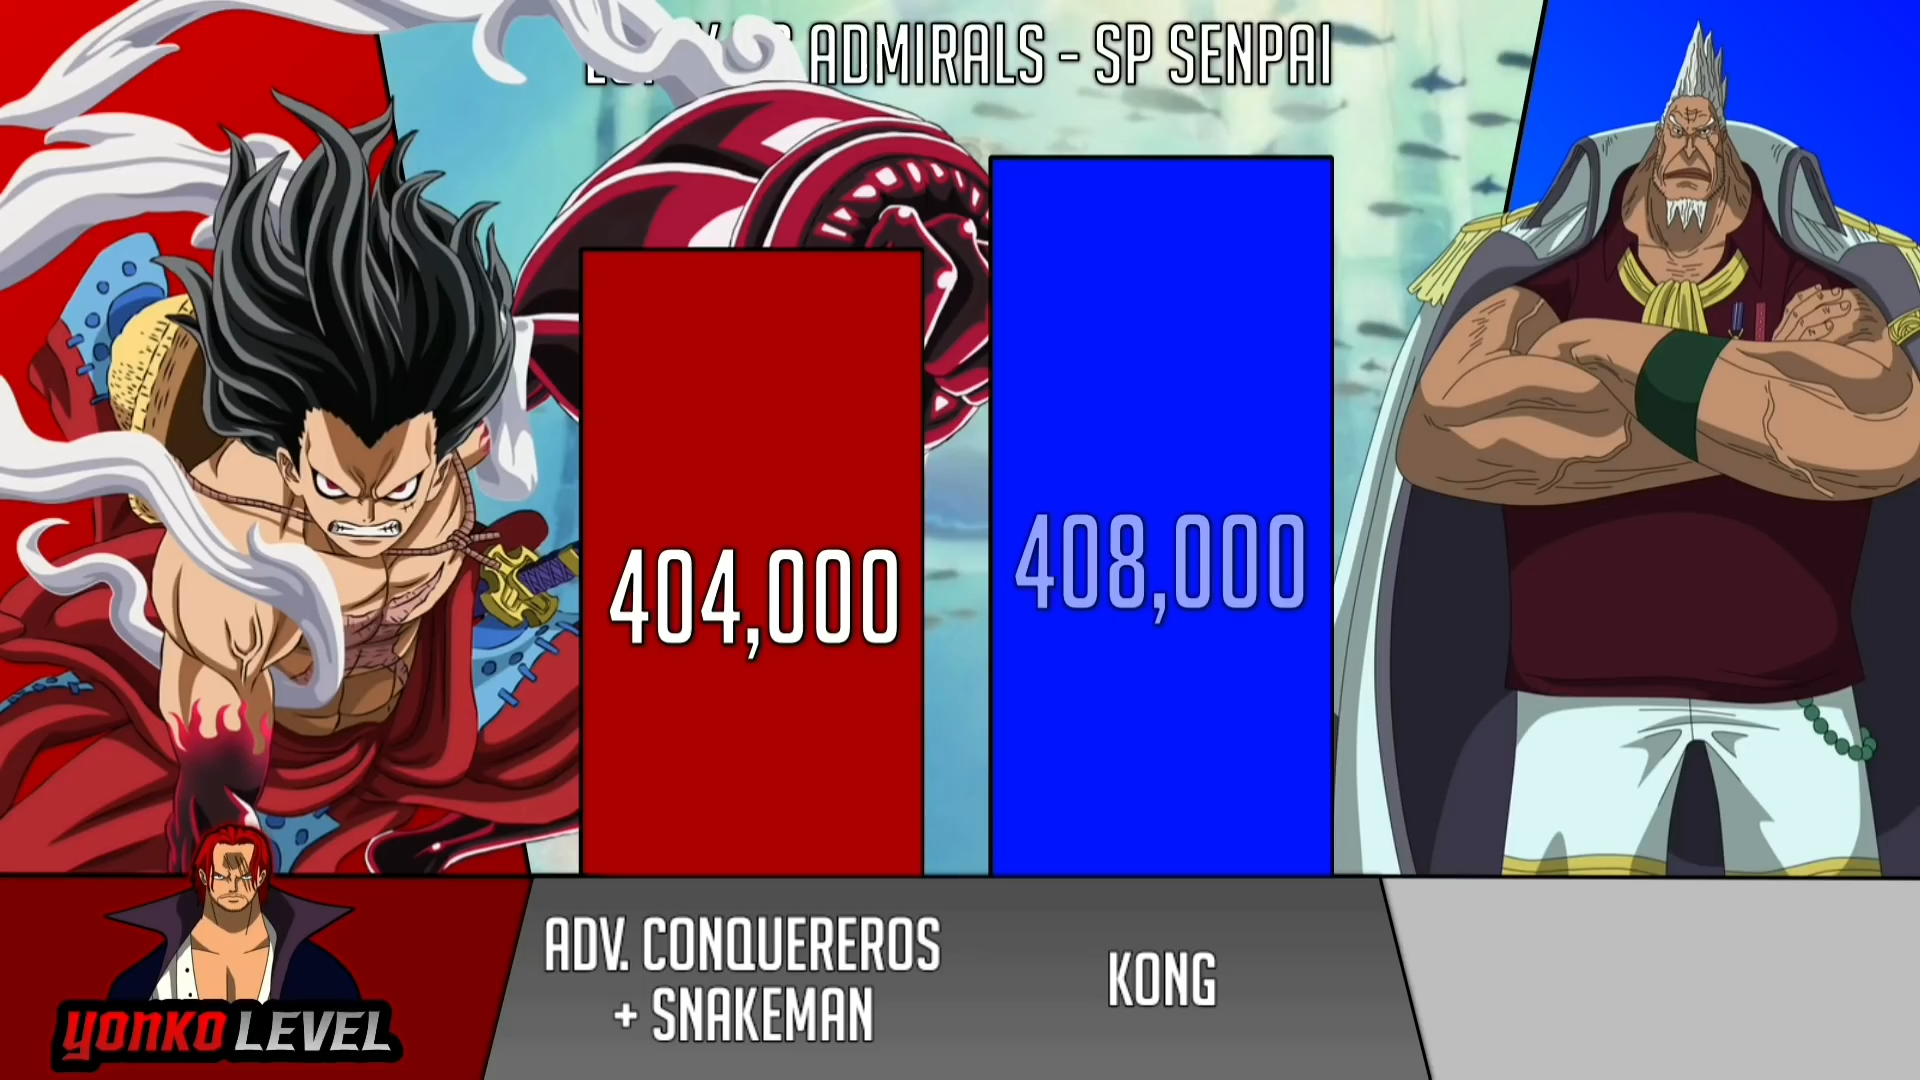 ADMIRALS - SP SENPAI
404,000
408,000
ADV. CONQUEREROS
+ SNAKEMAN
KONG
YONKO LEVEL